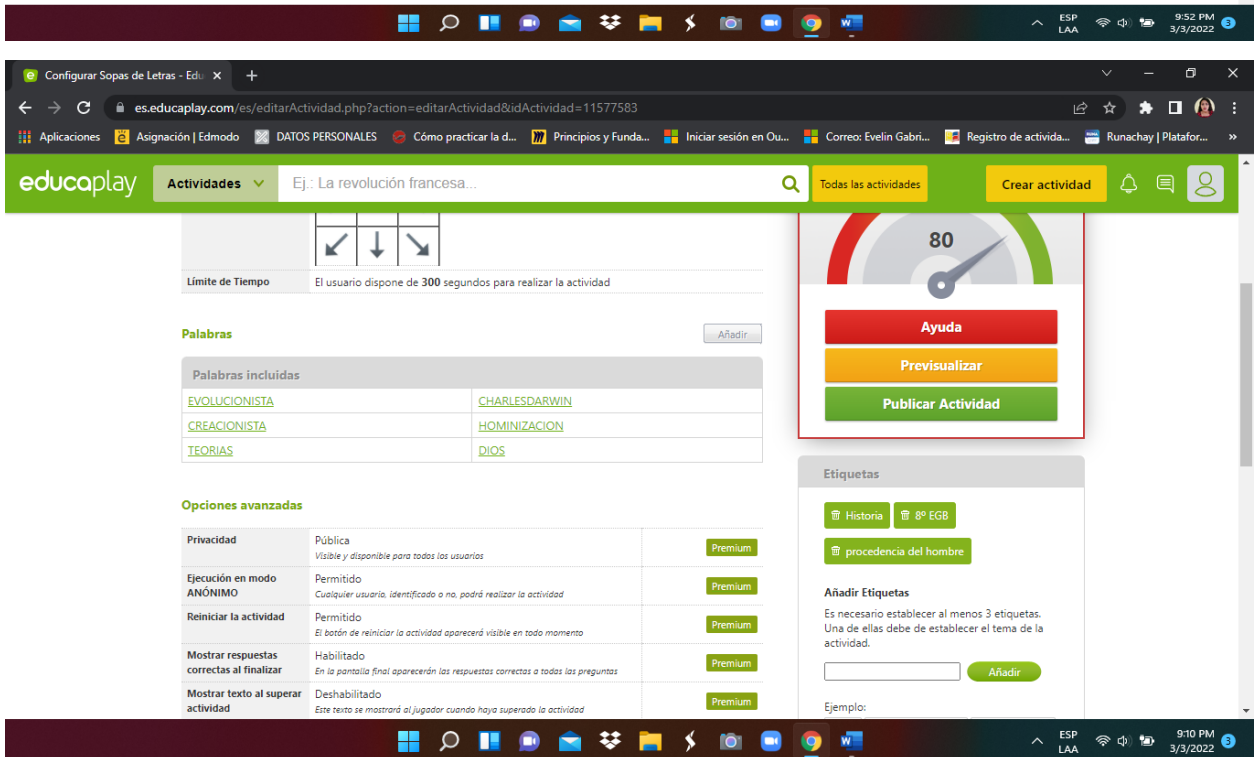 ESP
LAA
9:52 PM
3/3/2022
3
Configurar Sopas de Letras - Edu
es.educaplay.com/es/editarActividad.php?action=editarActividad&idActividad=11577583
Aplicaciones
Asignación | Edmodo
DATOS PERSONALES
Cómo practicar la d...
Principios y Funda...
Iniciar sesión en Ou...
Correo: Evelin Gabri...
Registro de activida...
Runachay | Platafor...
»
educaplay
Actividades
Ej.: La revolución francesa...
Todas las actividades
Crear actividad
Límite de Tiempo
El usuario dispone de 300 segundos para realizar la actividad
Palabras
Añadir
Palabras incluidas
EVOLUCIONISTA
CHARLESDARWIN
CREACIONISTA
HOMINIZACION
TEORIAS
DIOS
Opciones avanzadas
Privacidad
Pública
Visible y disponible para todos los usuarios
Premium
Ejecución en modo
ANÓNIMO
Permitido
Cualquier usuario, identificado o no, podrá realizar la actividad
Premium
Reiniciar la actividad
Permitido
El botón de reiniciar la actividad aparecerá visible en todo momento
Premium
Mostrar respuestas
correctas al finalizar
Habilitado
En la pantalla final aparecerán las respuestas correctas a todas las preguntas
Premium
Mostrar texto al superar
actividad
Deshabilitado
Este texto se mostrará al jugador cuando haya superado la actividad
Premium
80
Ayuda
Previsualizar
Publicar Actividad
Etiquetas
Historia
8º EGB
procedencia del hombre
Añadir Etiquetas
Es necesario establecer al menos 3 etiquetas.
Una de ellas debe de establecer el tema de la
actividad.
Añadir
Ejemplo:
ESP
LAA
9:10 PM
3/3/2022
3